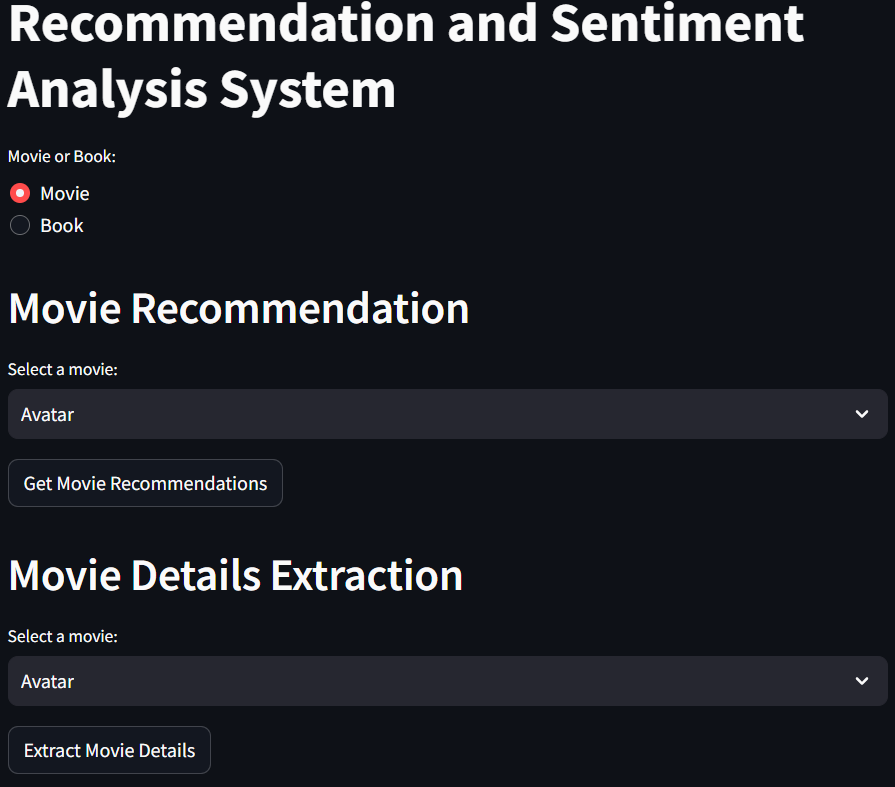 Recommendation and Sentiment
Analysis System
Movie or Book:
Movie
Book
Movie Recommendation
Select a movie:
Avatar
Get Movie Recommendations
Movie Details Extraction
Select a movie:
Avatar
Extract Movie Details